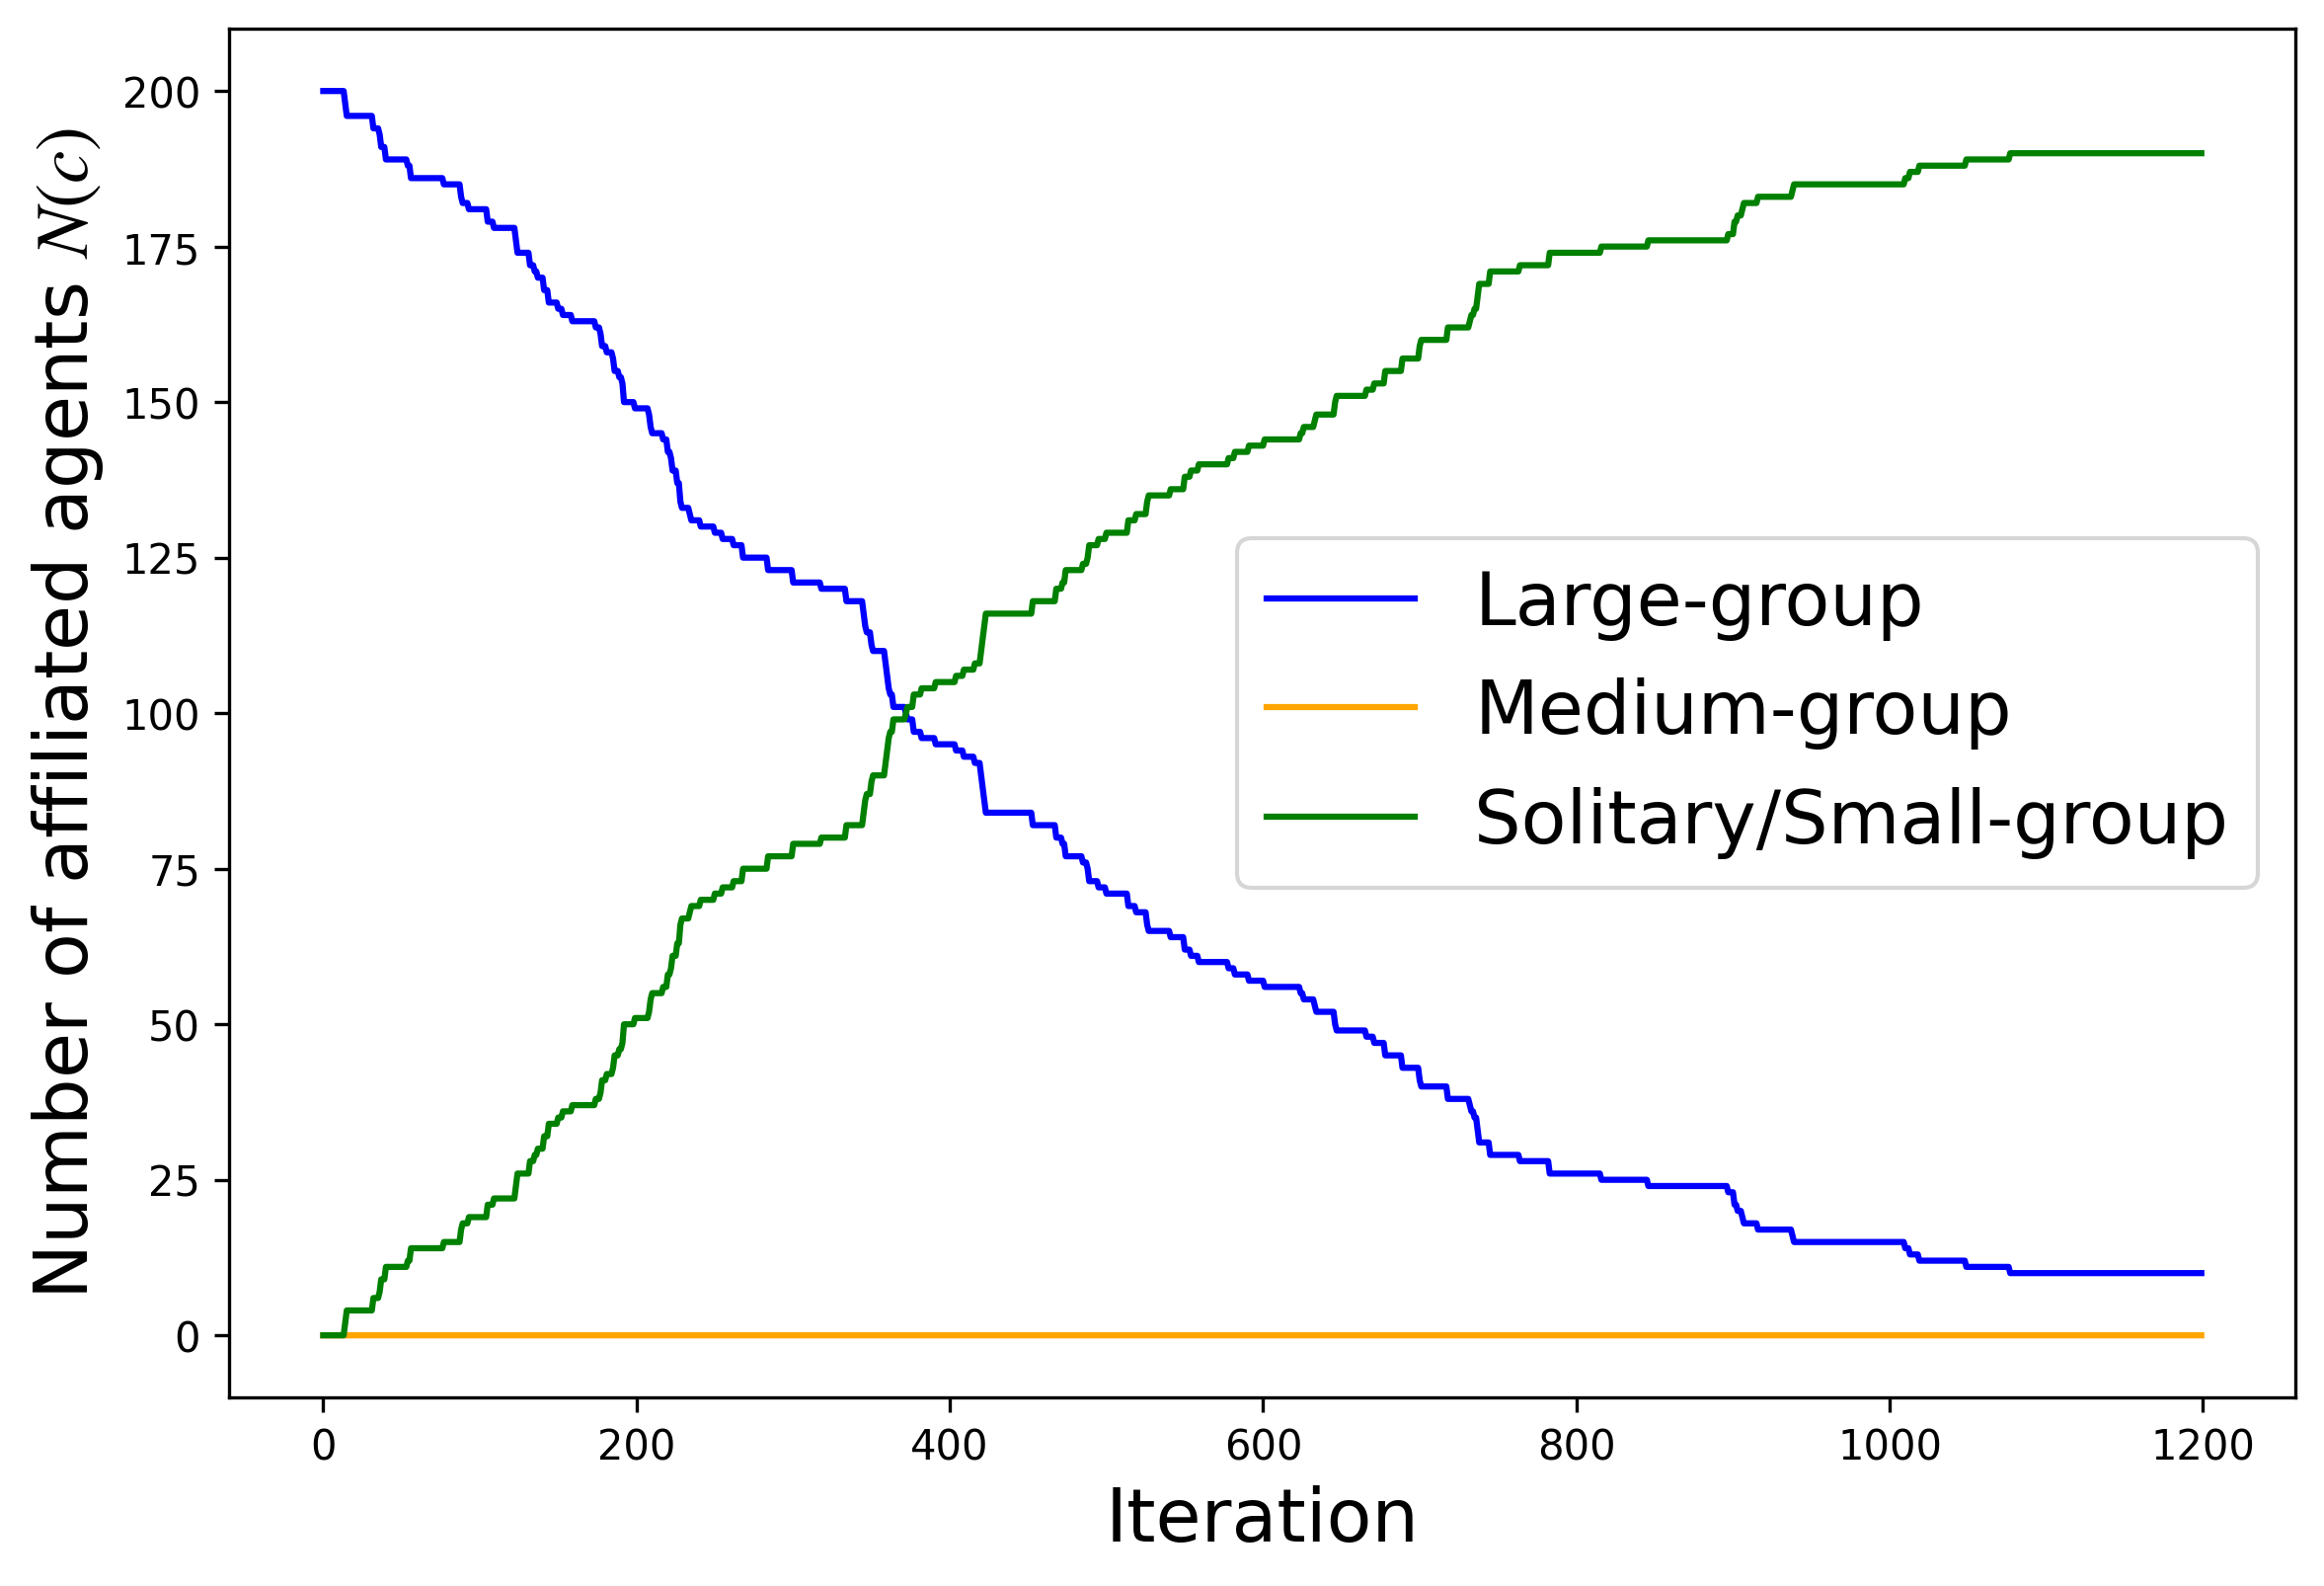 Number of affiliated agents N(c)
200
175
150
125
100
75
50
25
0
Large-group
Medium-group
Solitary/Small-group
0 200 400 600 800 1000 1200
Iteration